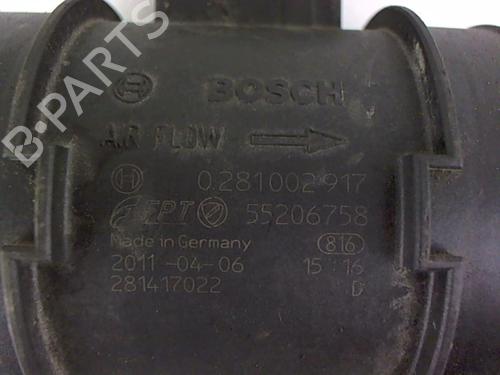 BOSCH
AIR FLOW
0 281 002 917
FPT 55206758
Made in Germany 816
2011-04-06 15:16
281417022 D
B-PARTS